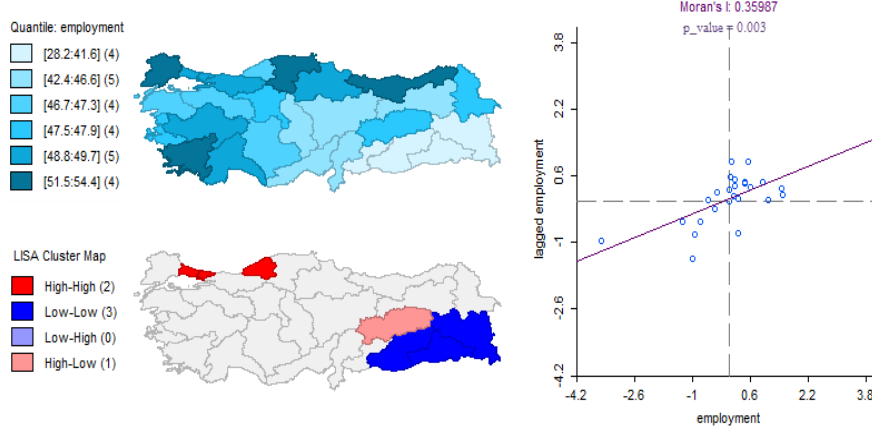 Quantile: employment
[28.2:41.6] (4)
[42.4:46.6] (5)
[46.7:47.3] (4)
[47.5:47.9] (4)
[48.8:49.7] (5)
[51.5:54.4] (4)
LISA Cluster Map
High-High (2)
Low-Low (3)
Low-High (0)
High-Low (1)
Moran's I: 0.35987
p_value = 0.003
lagged employment
3.8
2.2
0.6
-1
-2.6
-4.2
-4.2
-2.6
-1
0.6
2.2
3.8
employment